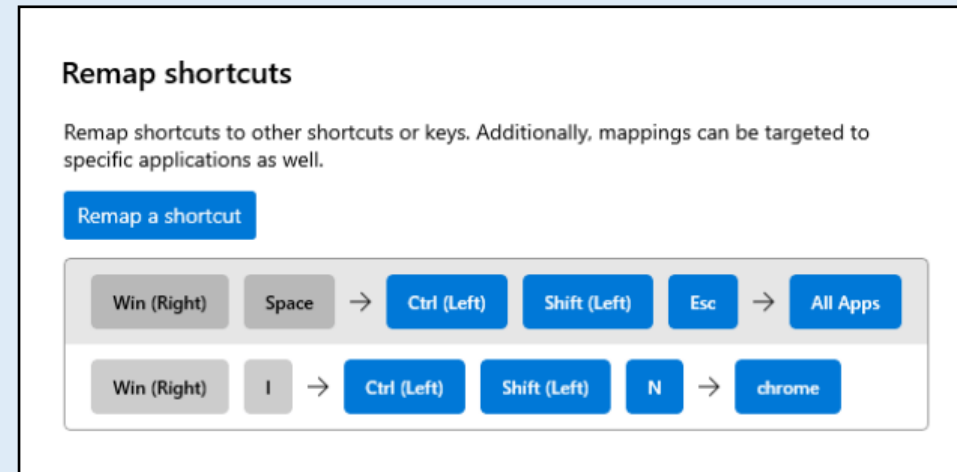 Remap shortcuts
Remap shortcuts to other shortcuts or keys. Additionally, mappings can be targeted to
specific applications as well.
Remap a shortcut
Win (Right) Space → Ctrl (Left) Shift (Left) Esc → All Apps
Win (Right) I → Ctrl (Left) Shift (Left) N → chrome